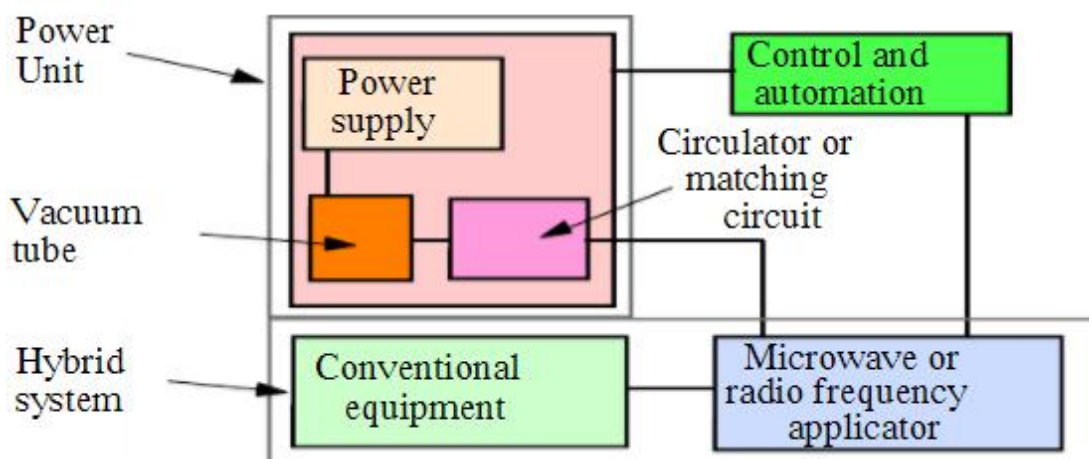 Power
Unit
Power
supply
Control and
automation
Circulator or
matching
circuit
Vacuum
tube
Hybrid
system
Conventional
equipment
Microwave or
radio frequency
applicator